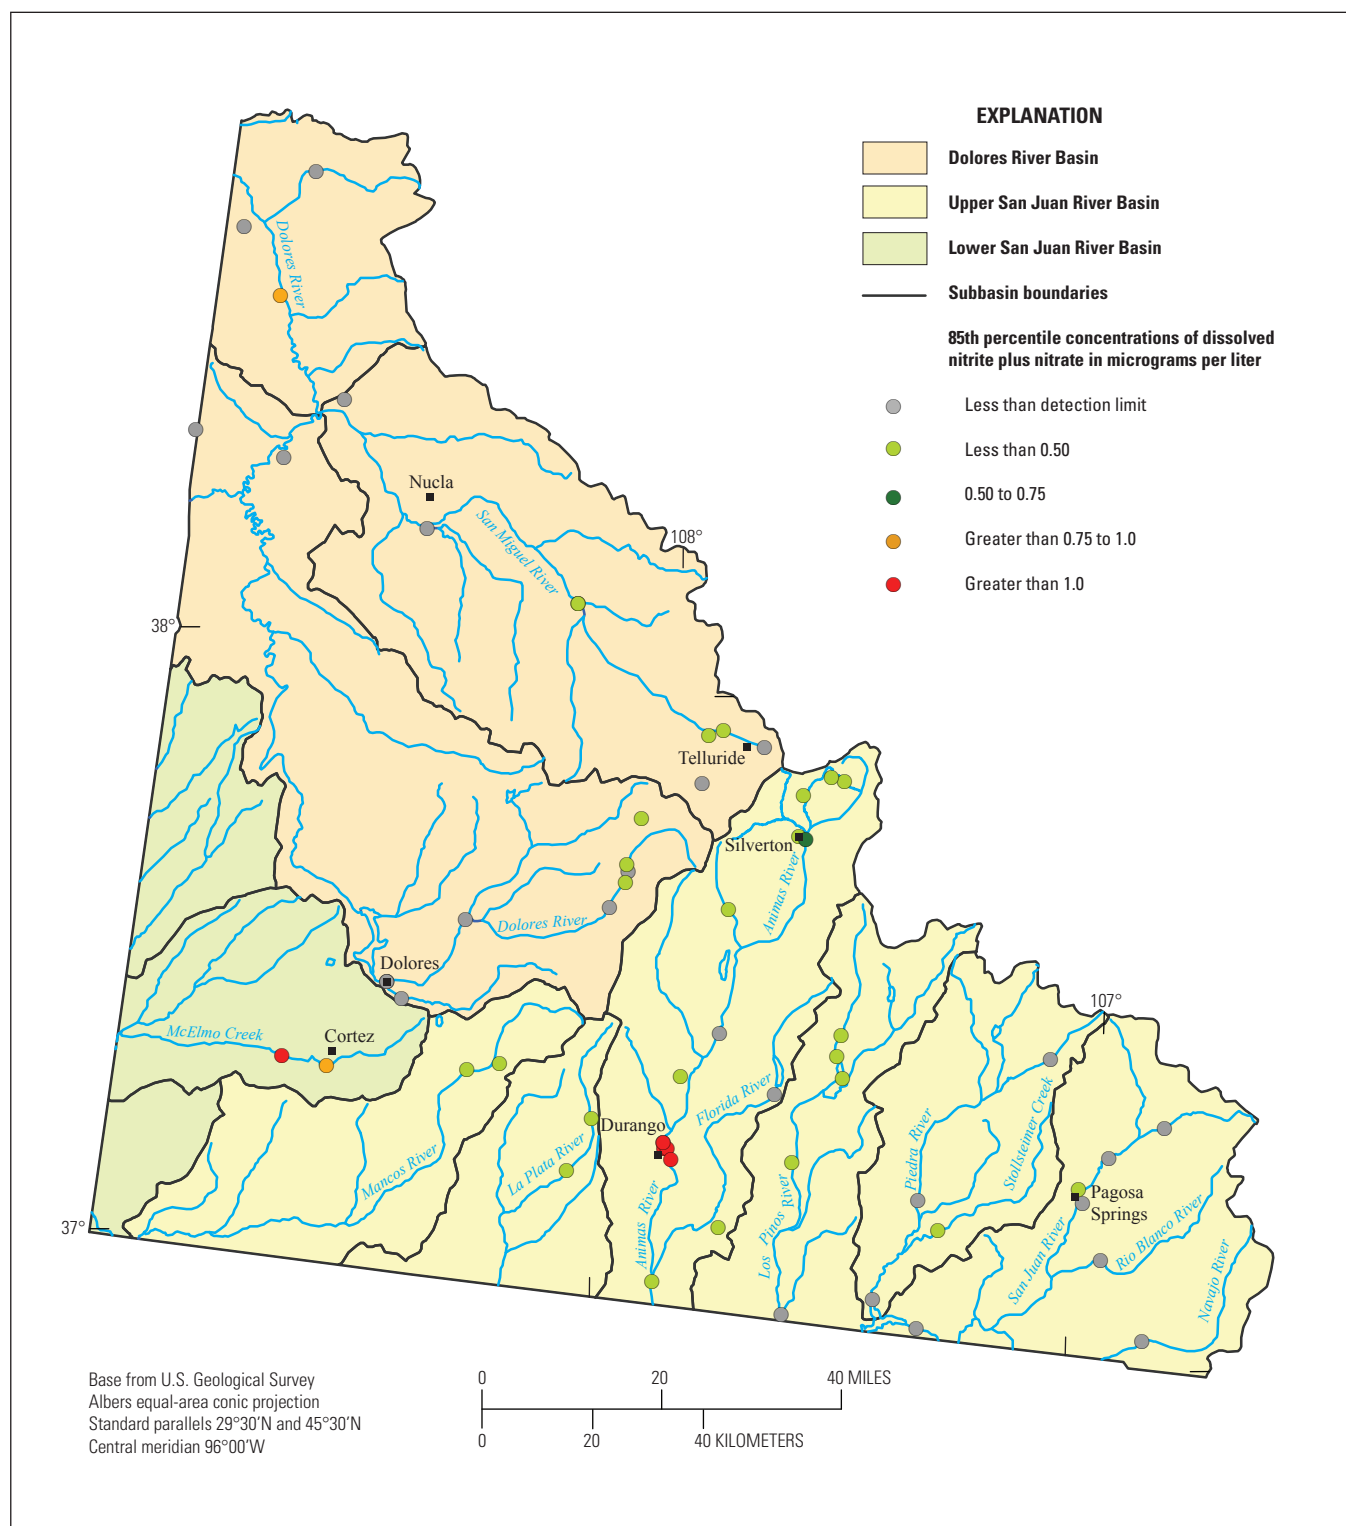 EXPLANATION
Dolores River Basin
Upper San Juan River Basin
Lower San Juan River Basin
Subbasin boundaries
85th percentile concentrations of dissolved
nitrite plus nitrate in micrograms per liter
Less than detection limit
Less than 0.50
0.50 to 0.75
Greater than 0.75 to 1.0
Greater than 1.0
Dolores River
Nucla
San Miguel River
108°
38°
Telluride
Silverton
Animas River
Dolores River
Dolores
107°
McElmo Creek
Cortez
Florida River
Durango
Piedra River
Stollsteimer Creek
Mancos River
La Plata River
Animas River
Los Pinos River
Pagosa
Springs
San Juan River
Rio Blanco River
Navajo River
37°
Base from U.S. Geological Survey
Albers equal-area conic projection
Standard parallels 29°30'N and 45°30'N
Central meridian 96°00'W
0 20 40 MILES
0 20 40 KILOMETERS